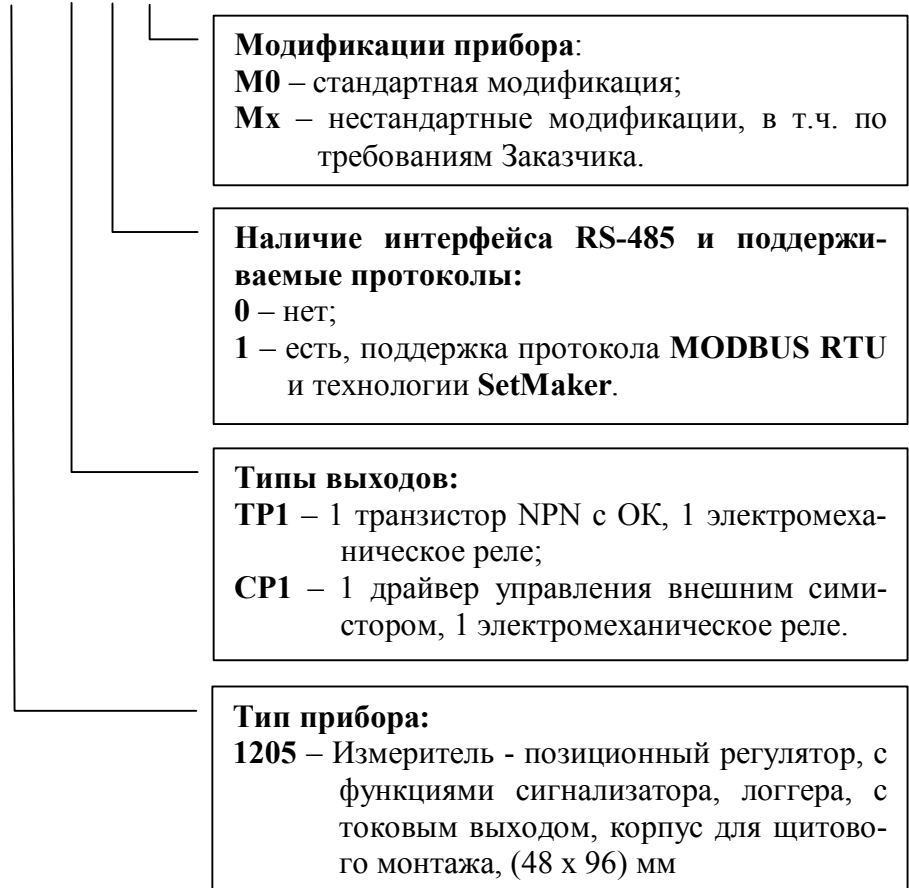 Модификации прибора:
М0 – стандартная модификация;
Мх – нестандартные модификации, в т.ч. по
требованиям Заказчика.
Наличие интерфейса RS-485 и поддержи-
ваемые протоколы:
0 – нет;
1 – есть, поддержка протокола MODBUS RTU
и технологии SetMaker.
Типы выходов:
ТР1 – 1 транзистор NPN с ОК, 1 электромеха-
ническое реле;
СР1 – 1 драйвер управления внешним сими-
стором, 1 электромеханическое реле.
Тип прибора:
1205 – Измеритель - позиционный регулятор, с
функциями сигнализатора, логгера, с
токовым выходом, корпус для щитово-
го монтажа, (48 х 96) мм